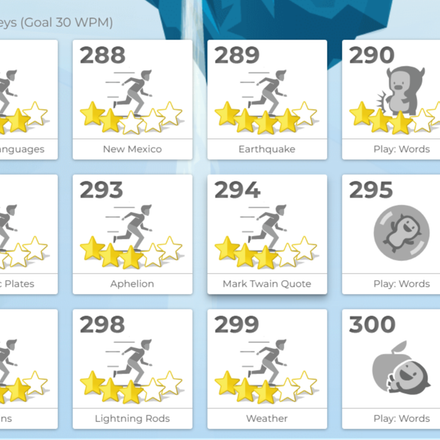 eys (Goal 30 WPM)
288
289
290
anguages
New Mexico
Earthquake
Play: Words
293
294
295
Plates
Aphelion
Mark Twain Quote
Play: Words
298
299
300
ns
Lightning Rods
Weather
Play: Words